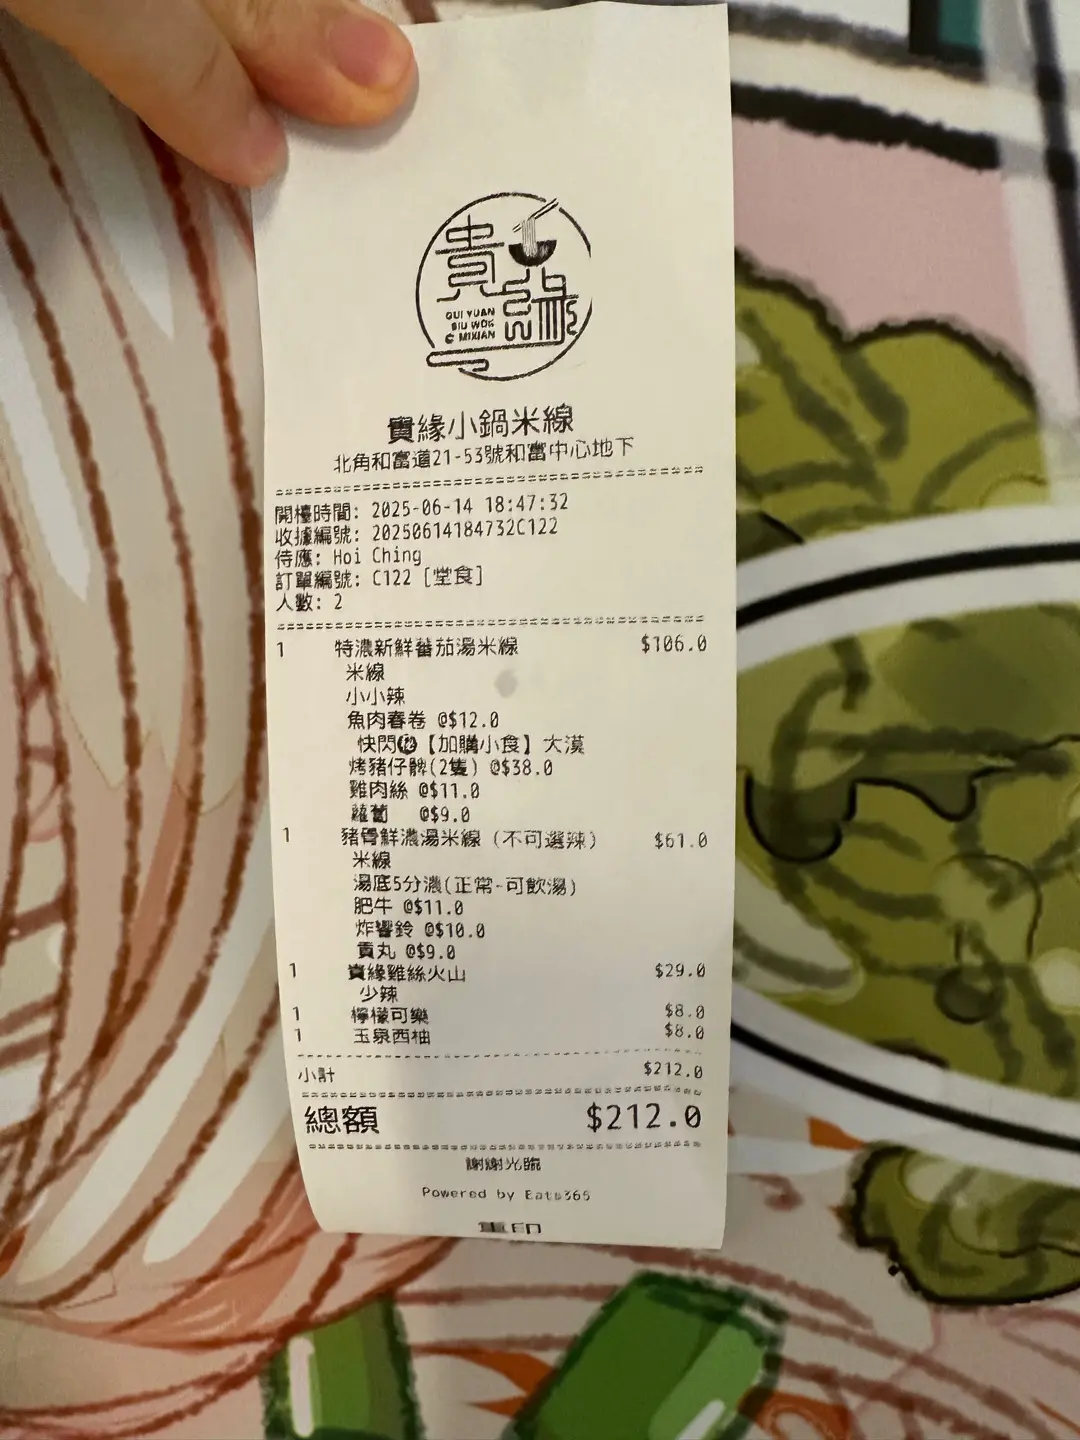 貴緣
GUI YUAN
SIU WOK
MIXIAN
貴緣小鍋米線
北角和富道21-53號和富中心地下
開檯時間: 2025-06-14 18:47:32
收據編號: 20250614184732C122
侍應: Hoi Ching
訂單編號: C122 [堂食]
人數: 2
1 特濃新鮮蕃茄湯米線 $106.0
米線
小小辣
魚肉春卷 @$12.0
快閃㊙【加購小食】大漠
烤豬仔髀(2隻) @$38.0
雞肉絲 @$11.0
蘿蔔 @$9.0
1 豬骨鮮濃湯米線 (不可選辣) $61.0
米線
湯底5分濃(正常-可飲湯)
肥牛 @$11.0
炸響鈴 @$10.0
貢丸 @$9.0
1 貴緣雞絲火山 $29.0
少辣
1 檸檬可樂 $8.0
1 玉泉西柚 $8.0
小計 $212.0
總額 $212.0
謝謝光臨
Powered by Eats365
重印